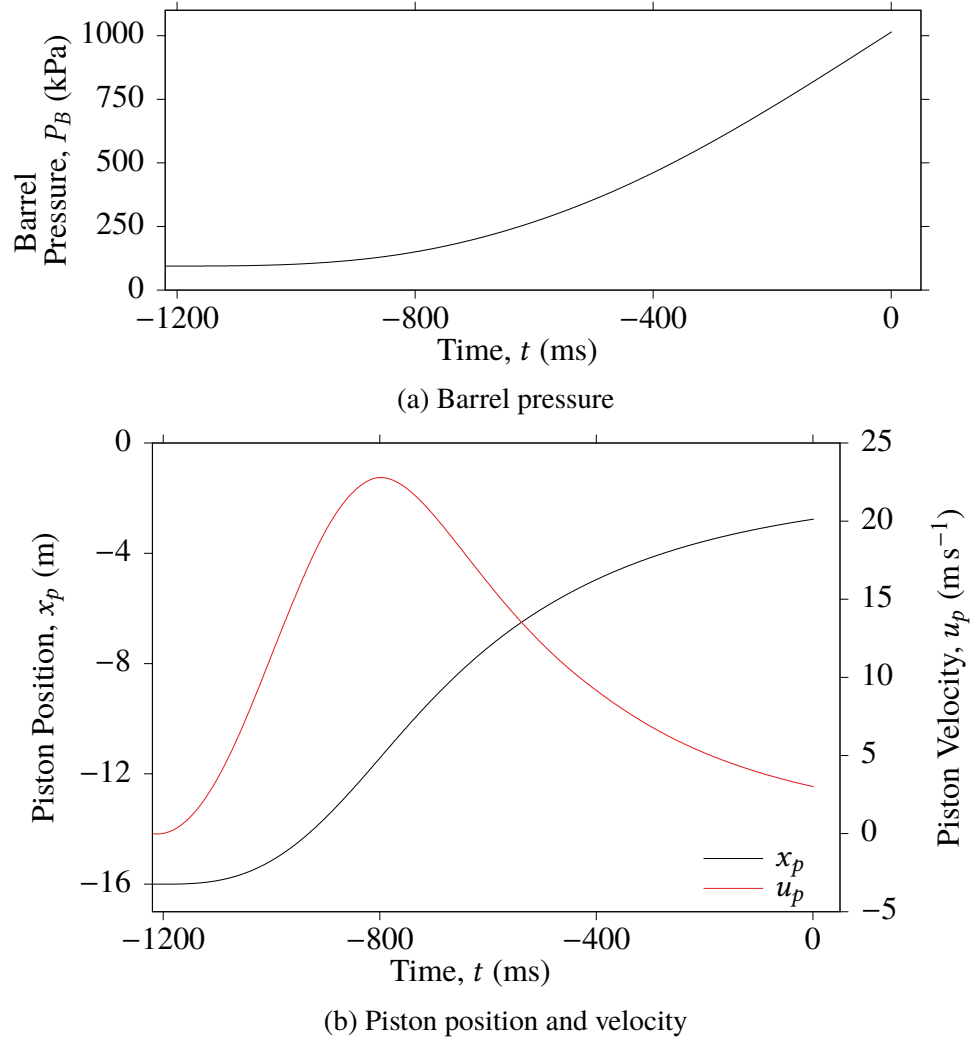 1000
750
500
250
0
Barrel
Pressure, P_B (kPa)
−1200 −800 −400 0
Time, t (ms)
(a) Barrel pressure
0
−4
−8
−12
−16
Piston Position, x_p (m)
25
20
15
10
5
0
−5
Piston Velocity, u_p (m s⁻¹)
x_p
u_p
−1200 −800 −400 0
Time, t (ms)
(b) Piston position and velocity